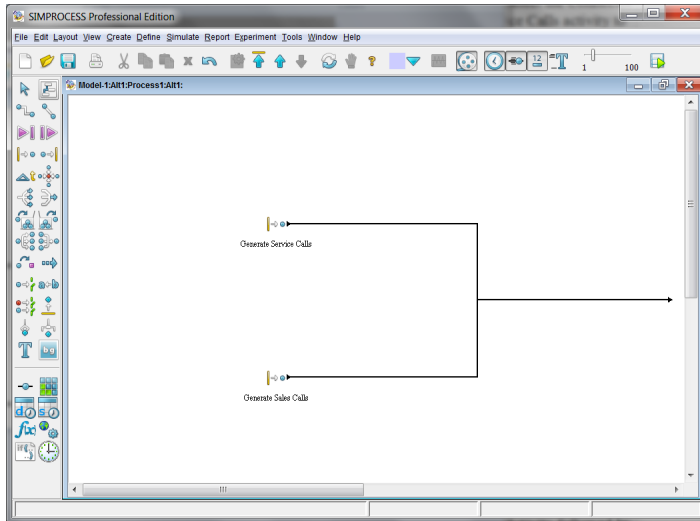 SIMPROCESS Professional Edition
File Edit Layout View Create Define Simulate Report Experiment Tools Window Help
12
T
?
1
100
Model-1:Alt1:Process1:Alt1:
Generate Service Calls
Generate Sales Calls
T
bg
d
s
f(x)